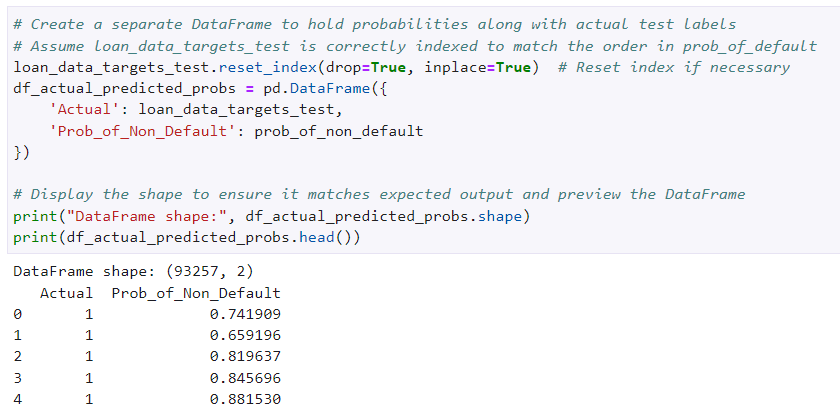 # Create a separate DataFrame to hold probabilities along with actual test labels
# Assume loan_data_targets_test is correctly indexed to match the order in prob_of_default
loan_data_targets_test.reset_index(drop=True, inplace=True)  # Reset index if necessary
df_actual_predicted_probs = pd.DataFrame({
    'Actual': loan_data_targets_test,
    'Prob_of_Non_Default': prob_of_non_default
})

# Display the shape to ensure it matches expected output and preview the DataFrame
print("DataFrame shape:", df_actual_predicted_probs.shape)
print(df_actual_predicted_probs.head())
DataFrame shape: (93257, 2)
   Actual  Prob_of_Non_Default
0       1             0.741909
1       1             0.659196
2       1             0.819637
3       1             0.845696
4       1             0.881530